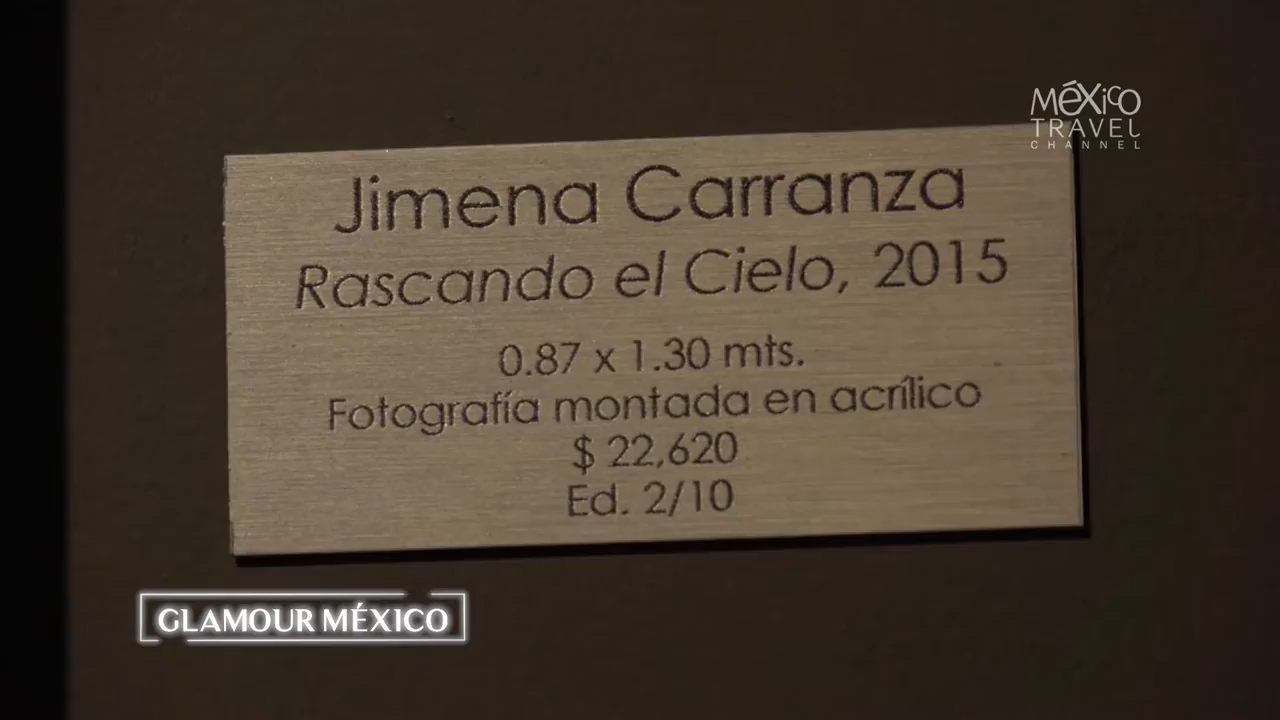 MéXiCO
TRAVEL
CHANNEL
Jimena Carranza
Rascando el Cielo, 2015
0.87 x 1.30 mts.
Fotografía montada en acrílico
$ 22,620
Ed. 2/10
GLAMOUR MÉXICO